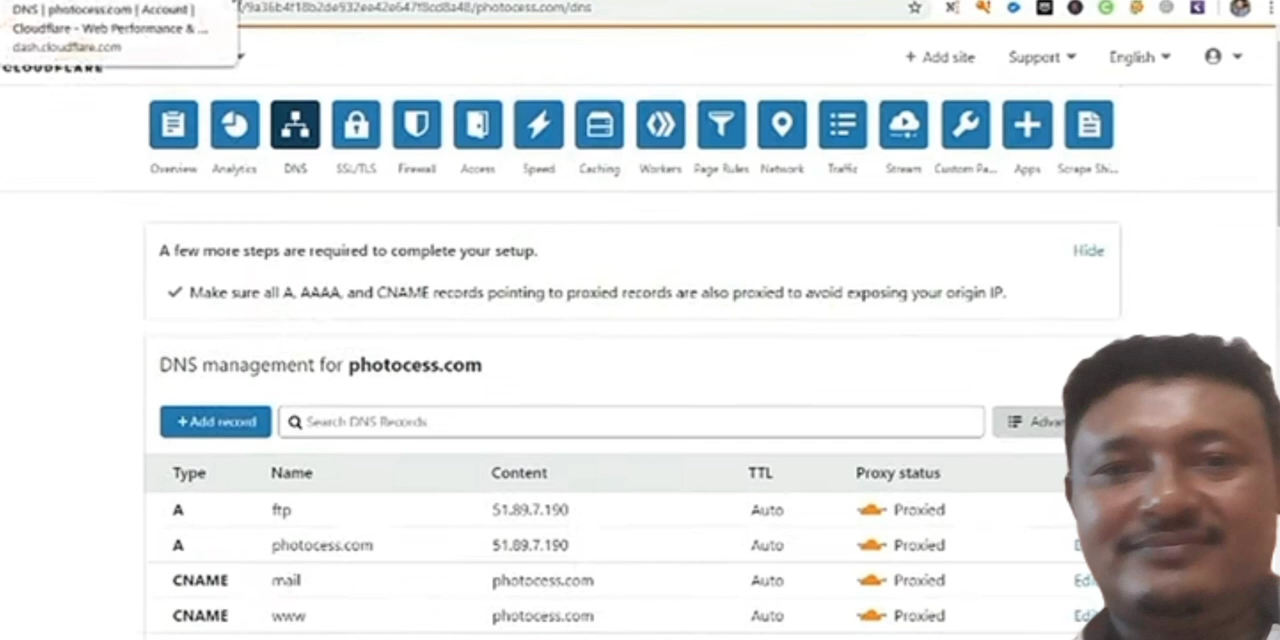 DNS | photocess.com | Account |
Cloudflare - Web Performance & ...
dash.cloudflare.com
/9a36b4f18b2de932ee42e647f8cd8a48/photocess.com/dns
CLOUDFLARE
+ Add site
Support
English
Overview
Analytics
DNS
SSL/TLS
Firewall
Access
Speed
Caching
Workers
Page Rules
Network
Traffic
Stream
Custom Pa...
Apps
Scrape Shi...
A few more steps are required to complete your setup.
Hide
Make sure all A, AAAA, and CNAME records pointing to proxied records are also proxied to avoid exposing your origin IP.
DNS management for photocess.com
+Add record
Search DNS Records
Type Name Content TTL Proxy status
A ftp 51.89.7.190 Auto Proxied
A photocess.com 51.89.7.190 Auto Proxied
CNAME mail photocess.com Auto Proxied
CNAME www photocess.com Auto Proxied